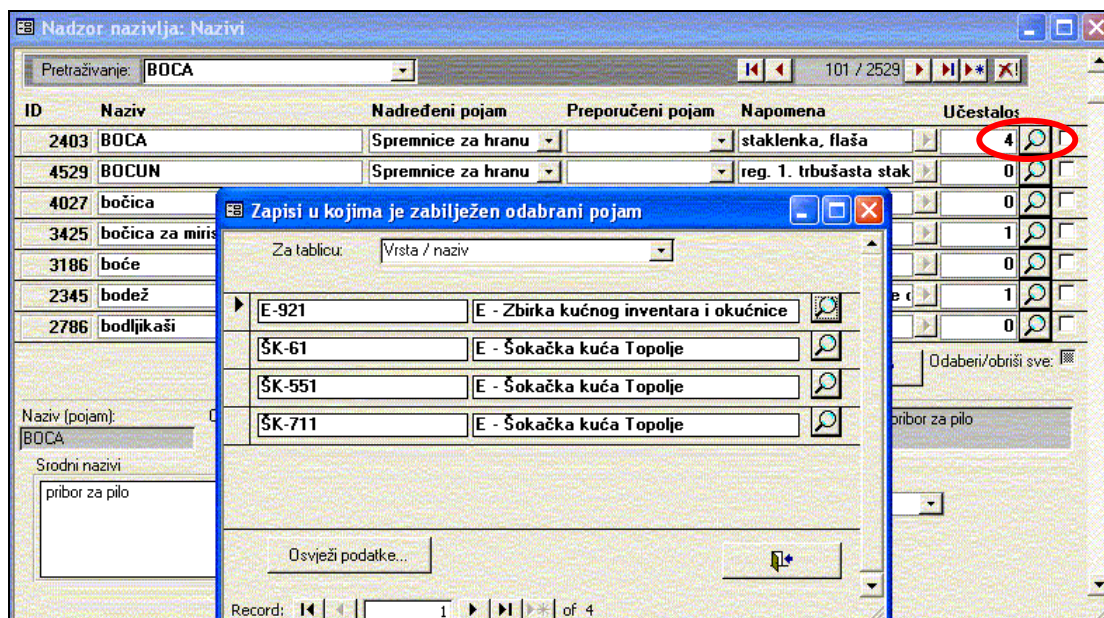 Nadzor nazivlja: Nazivi
Pretraživanje: BOCA 101 / 2529
ID Naziv Nadređeni pojam Preporučeni pojam Napomena Učestalos
2403 BOCA Spremnice za hranu staklenka, flaša 4
4529 BOCUN Spremnice za hranu reg. 1. trbušasta stak 0
4027 bočica 0
3425 bočica za miris 1
3186 boće 0
2345 bodež 1
2786 bodljikaši 0
Odaberi/obriši sve:
Naziv (pojam):
BOCA pribor za pilo
Srodni nazivi
pribor za pilo
Zapisi u kojima je zabilježen odabrani pojam
Za tablicu: Vrsta / naziv
E-921 E - Zbirka kućnog inventara i okućnice
ŠK-61 E - Šokačka kuća Topolje
ŠK-551 E - Šokačka kuća Topolje
ŠK-711 E - Šokačka kuća Topolje
Osvježi podatke...
Record: 1 of 4